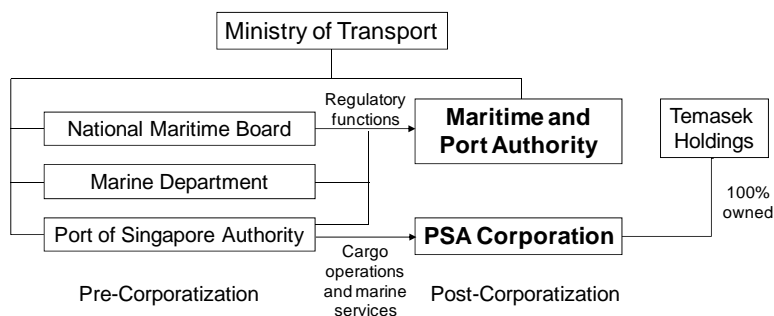 Ministry of Transport
National Maritime Board
Regulatory
functions
Maritime and
Port Authority
Temasek
Holdings
Marine Department
100%
owned
Port of Singapore Authority
PSA Corporation
Cargo
operations
and marine
services
Pre-Corporatization
Post-Corporatization